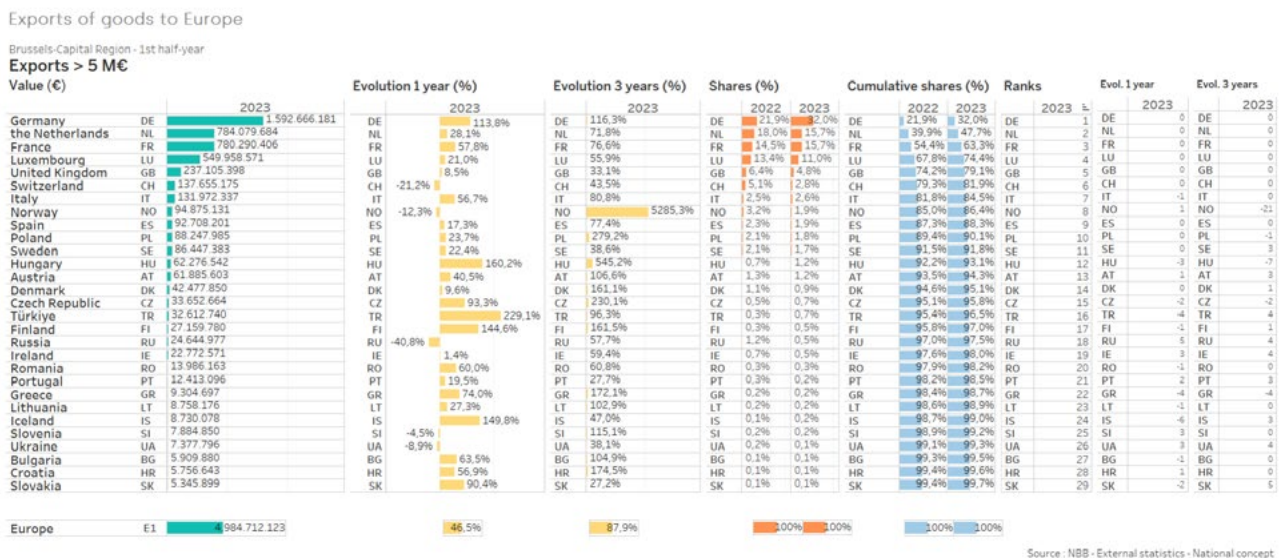 Exports of goods to Europe
Brussels-Capital Region - 1st half-year
Exports > 5 M€
Value (€) Evolution 1 year (%) Evolution 3 years (%) Shares (%) Cumulative shares (%) Ranks Evol. 1 year Evol. 3 years
2023 2023 2023 2022 2023 2022 2023 2023 2023 2023
Germany DE 1.592.666.181 DE 113,8% DE 116,3% DE 21,9% 32,0% DE 21,9% 32,0% DE 1 DE 0 DE 0
the Netherlands NL 784.079.684 NL 28,1% NL 71,8% NL 18,0% 15,7% NL 39,9% 47,7% NL 2 NL 0 NL 0
France FR 780.290.406 FR 57,8% FR 76,6% FR 14,5% 15,7% FR 54,4% 63,3% FR 3 FR 0 FR 0
Luxembourg LU 549.958.571 LU 21,0% LU 55,9% LU 13,4% 11,0% LU 67,8% 74,4% LU 4 LU 0 LU 0
United Kingdom GB 237.105.398 GB 8,5% GB 33,1% GB 6,4% 4,8% GB 74,2% 79,1% GB 5 GB 0 GB 0
Switzerland CH 137.655.175 CH -21,2% CH 43,5% CH 5,1% 2,8% CH 79,3% 81,9% CH 6 CH 0 CH 0
Italy IT 131.972.337 IT 56,7% IT 80,8% IT 2,5% 2,6% IT 81,8% 84,5% IT 7 IT -1 IT 0
Norway NO 94.875.131 NO -12,3% NO 5285,3% NO 3,2% 1,9% NO 85,0% 86,4% NO 8 NO 1 NO -21
Spain ES 92.708.201 ES 17,3% ES 77,4% ES 2,3% 1,9% ES 87,3% 88,3% ES 9 ES 0 ES 0
Poland PL 88.247.985 PL 23,7% PL 279,2% PL 2,1% 1,8% PL 89,4% 90,1% PL 10 PL 0 PL -1
Sweden SE 86.447.383 SE 22,4% SE 38,6% SE 2,1% 1,7% SE 91,5% 91,8% SE 11 SE 0 SE 3
Hungary HU 62.276.542 HU 160,2% HU 545,2% HU 0,7% 1,2% HU 92,2% 93,1% HU 12 HU -3 HU -7
Austria AT 61.885.603 AT 40,5% AT 106,6% AT 1,3% 1,2% AT 93,5% 94,3% AT 13 AT 1 AT 3
Denmark DK 42.477.850 DK 9,6% DK 161,1% DK 1,1% 0,9% DK 94,6% 95,1% DK 14 DK 0 DK 1
Czech Republic CZ 33.652.664 CZ 93,3% CZ 230,1% CZ 0,5% 0,7% CZ 95,1% 95,8% CZ 15 CZ -2 CZ -2
Türkiye TR 32.612.740 TR 229,1% TR 96,3% TR 0,3% 0,7% TR 95,4% 96,5% TR 16 TR -4 TR 4
Finland FI 27.159.780 FI 144,6% FI 161,5% FI 0,3% 0,5% FI 95,8% 97,0% FI 17 FI -1 FI 1
Russia RU 24.644.977 RU -40,8% RU 57,7% RU 1,2% 0,5% RU 97,0% 97,5% RU 18 RU 5 RU 4
Ireland IE 22.772.571 IE 1,4% IE 59,4% IE 0,7% 0,5% IE 97,6% 98,0% IE 19 IE 3 IE 4
Romania RO 13.986.163 RO 60,0% RO 60,8% RO 0,3% 0,3% RO 97,9% 98,2% RO 20 RO -1 RO 0
Portugal PT 12.413.096 PT 19,5% PT 27,7% PT 0,3% 0,2% PT 98,2% 98,5% PT 21 PT 2 PT 3
Greece GR 9.304.697 GR 74,0% GR 172,1% GR 0,2% 0,2% GR 98,4% 98,7% GR 22 GR -4 GR -4
Lithuania LT 8.758.176 LT 27,3% LT 102,9% LT 0,2% 0,2% LT 98,6% 98,9% LT 23 LT -1 LT 0
Iceland IS 8.730.078 IS 149,8% IS 47,0% IS 0,1% 0,2% IS 98,7% 99,0% IS 24 IS -6 IS 3
Slovenia SI 7.884.850 SI -4,5% SI 115,1% SI 0,2% 0,2% SI 98,9% 99,2% SI 25 SI 3 SI 0
Ukraine UA 7.377.796 UA -8,9% UA 38,1% UA 0,2% 0,1% UA 99,1% 99,3% UA 26 UA 3 UA 4
Bulgaria BG 5.909.880 BG 63,5% BG 104,9% BG 0,1% 0,1% BG 99,3% 99,5% BG 27 BG -1 BG 0
Croatia HR 5.756.643 HR 56,9% HR 174,5% HR 0,1% 0,1% HR 99,4% 99,6% HR 28 HR 1 HR 0
Slovakia SK 5.345.899 SK 90,4% SK 27,2% SK 0,1% 0,1% SK 99,4% 99,7% SK 29 SK -2 SK 5
Europe E1 4.984.712.123 46,5% 87,9% 100% 100% 100% 100%
Source : NBB - External statistics - National concept